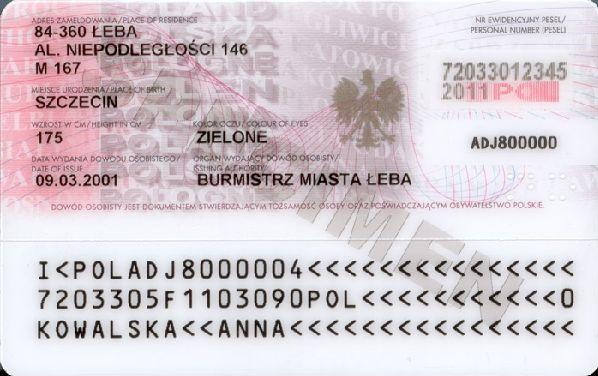 ADRES ZAMELDOWANIA/PLACE OF RESIDENCE
84-360 ŁEBA
AL. NIEPODLEGŁOŚCI 146
M 167
NR EWIDENCYJNY PESEL/
PERSONAL NUMBER (PESEL)
72033012345
2011 PO
MIEJSCE URODZENIA/PLACE OF BIRTH
SZCZECIN
WZROST W CM/HEIGHT IN CM
KOLOR OCZU/COLOUR OF EYES
175
ZIELONE
ADJ800000
DATA WYDANIA DOWODU OSOBISTEGO/
DATE OF ISSUE
ORGAN WYDAJĄCY DOWÓD OSOBISTY/
ISSUING AUTHORITY
09.03.2001
BURMISTRZ MIASTA ŁEBA
DOWÓD OSOBISTY JEST DOKUMENTEM STWIERDZAJĄCYM TOŻSAMOŚĆ OSOBY ORAZ POŚWIADCZAJĄCYM OBYWATELSTWO POLSKIE.
SPECIMEN
I<POLADJ8000004<<<<<<<<<<<<<<<
7203305F1103090POL<<<<<<<<<<<0
KOWALSKA<<ANNA<<<<<<<<<<<<<<<<